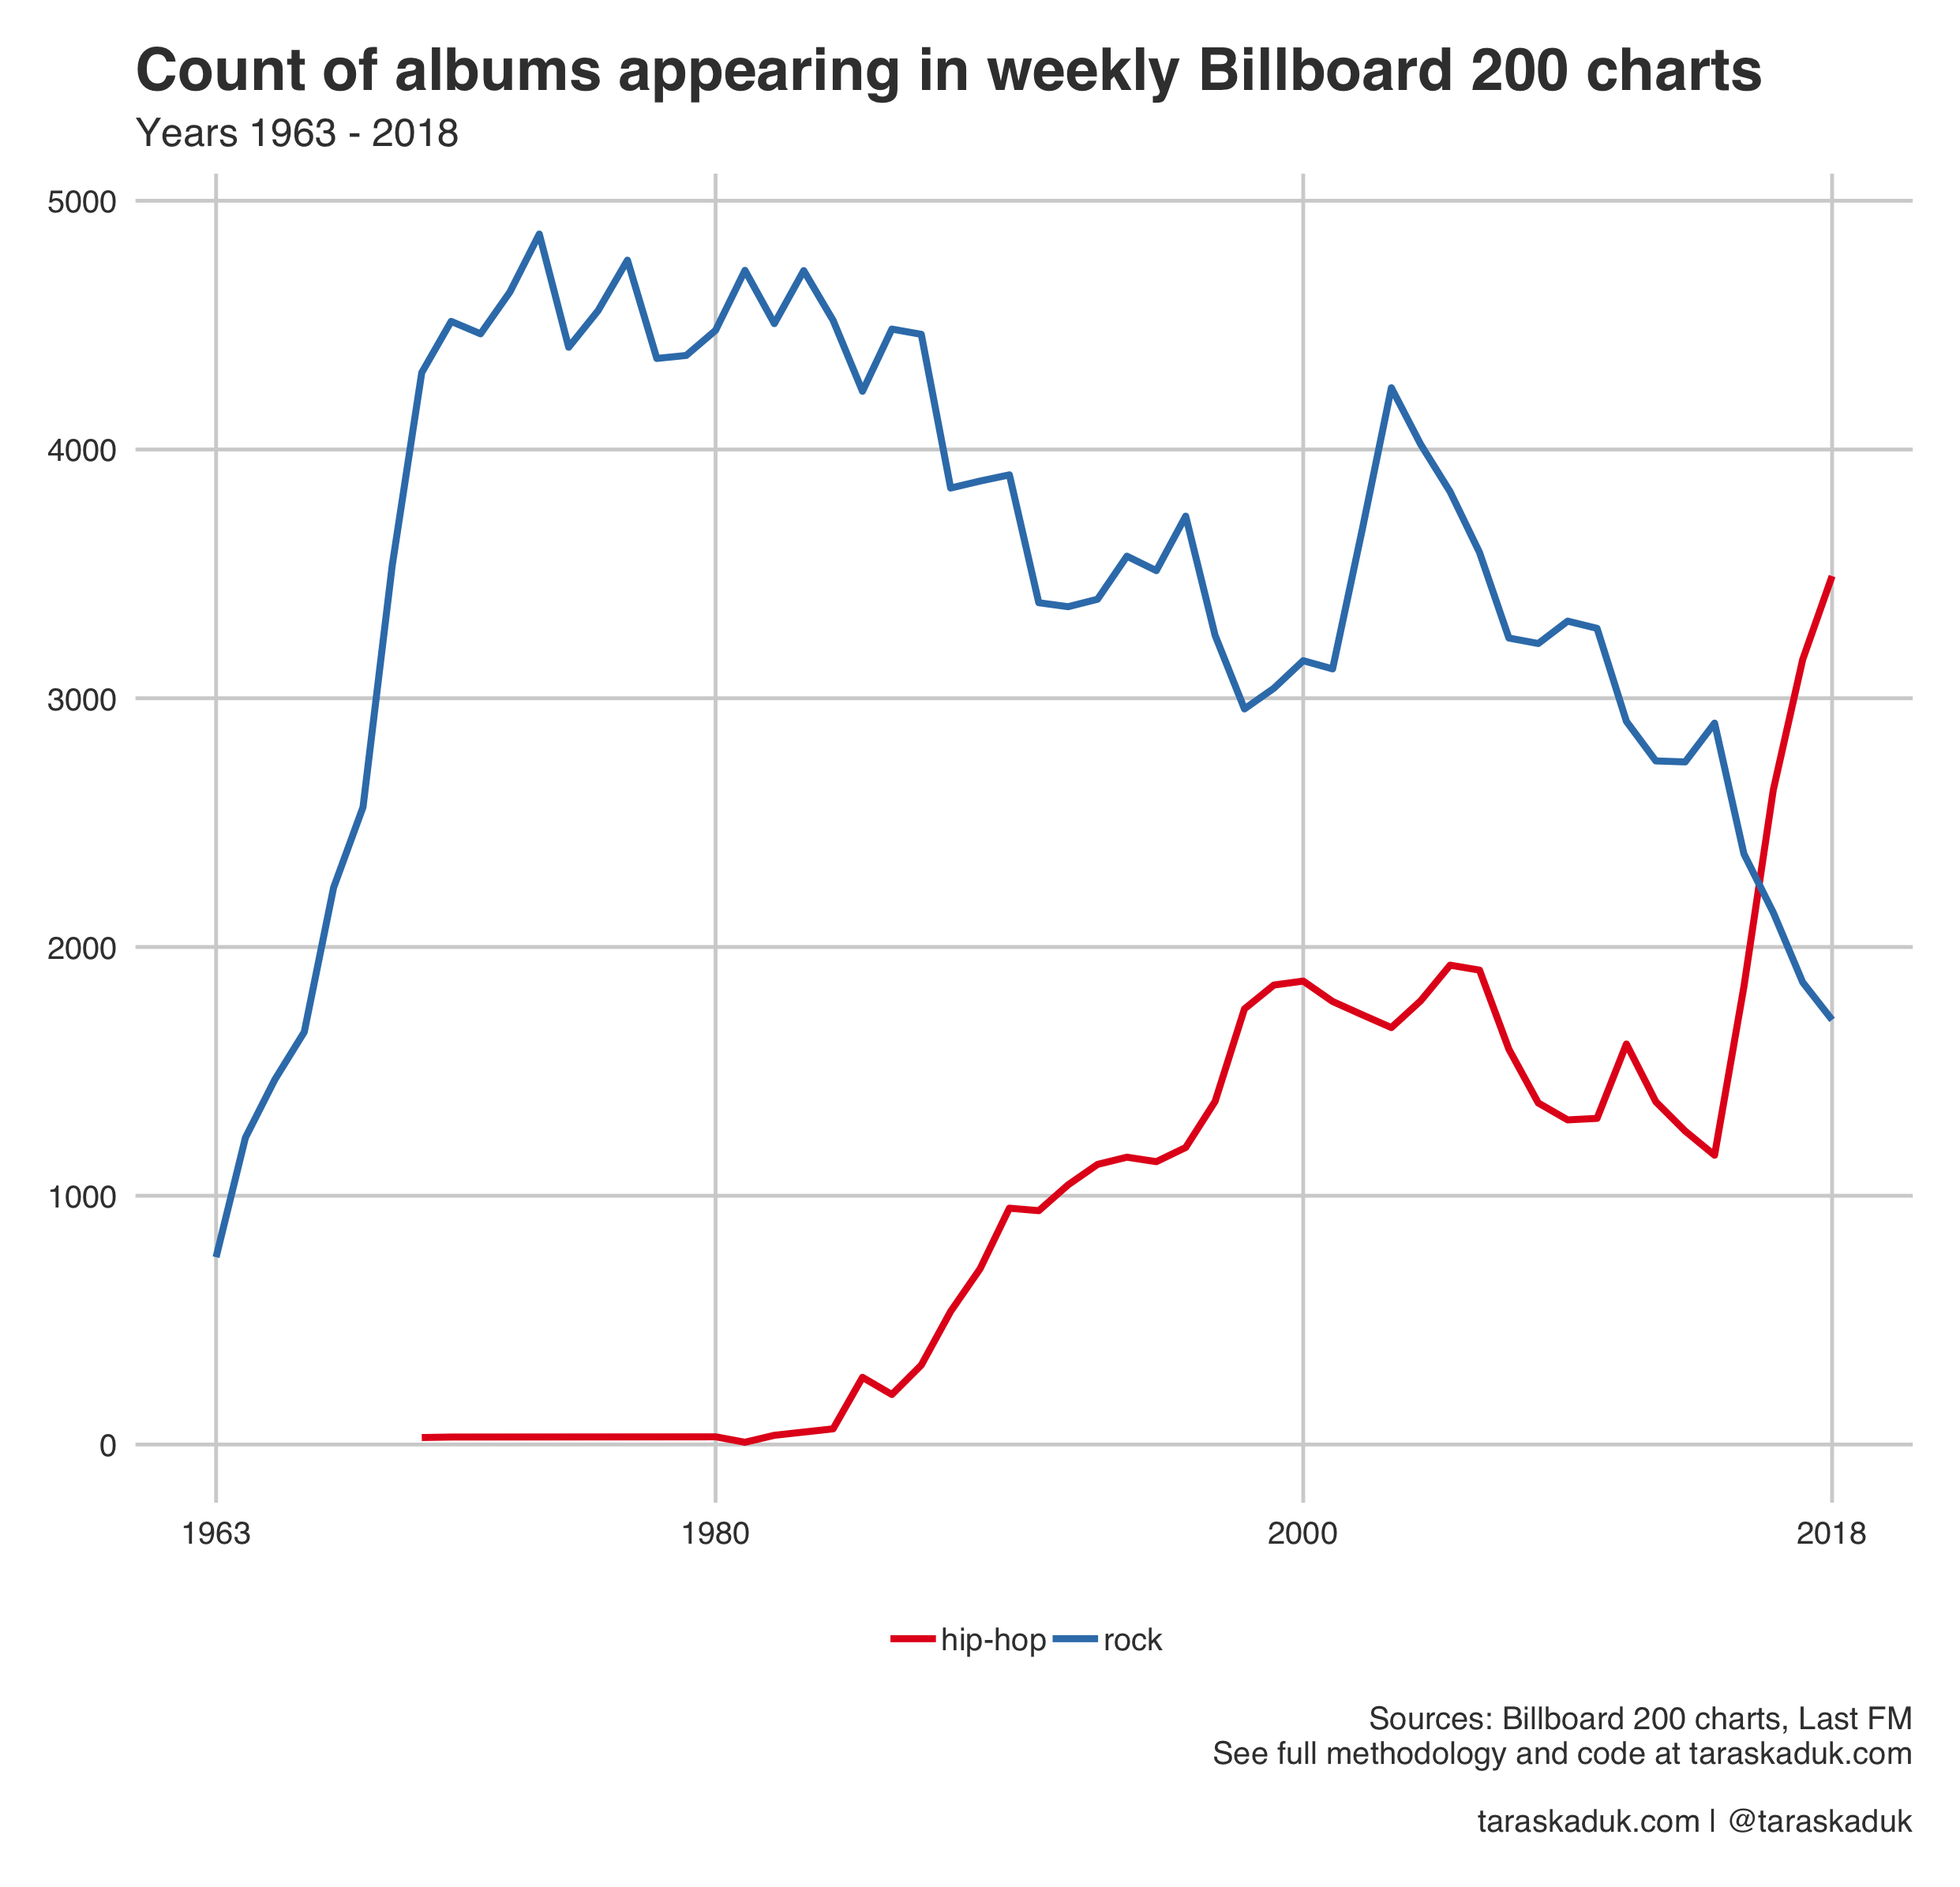 Count of albums appearing in weekly Billboard 200 charts
Years 1963 - 2018
5000
4000
3000
2000
1000
0
1963 1980 2000 2018
hip-hop rock
Sources: Billboard 200 charts, Last FM
See full methodology and code at taraskaduk.com
taraskaduk.com | @taraskaduk